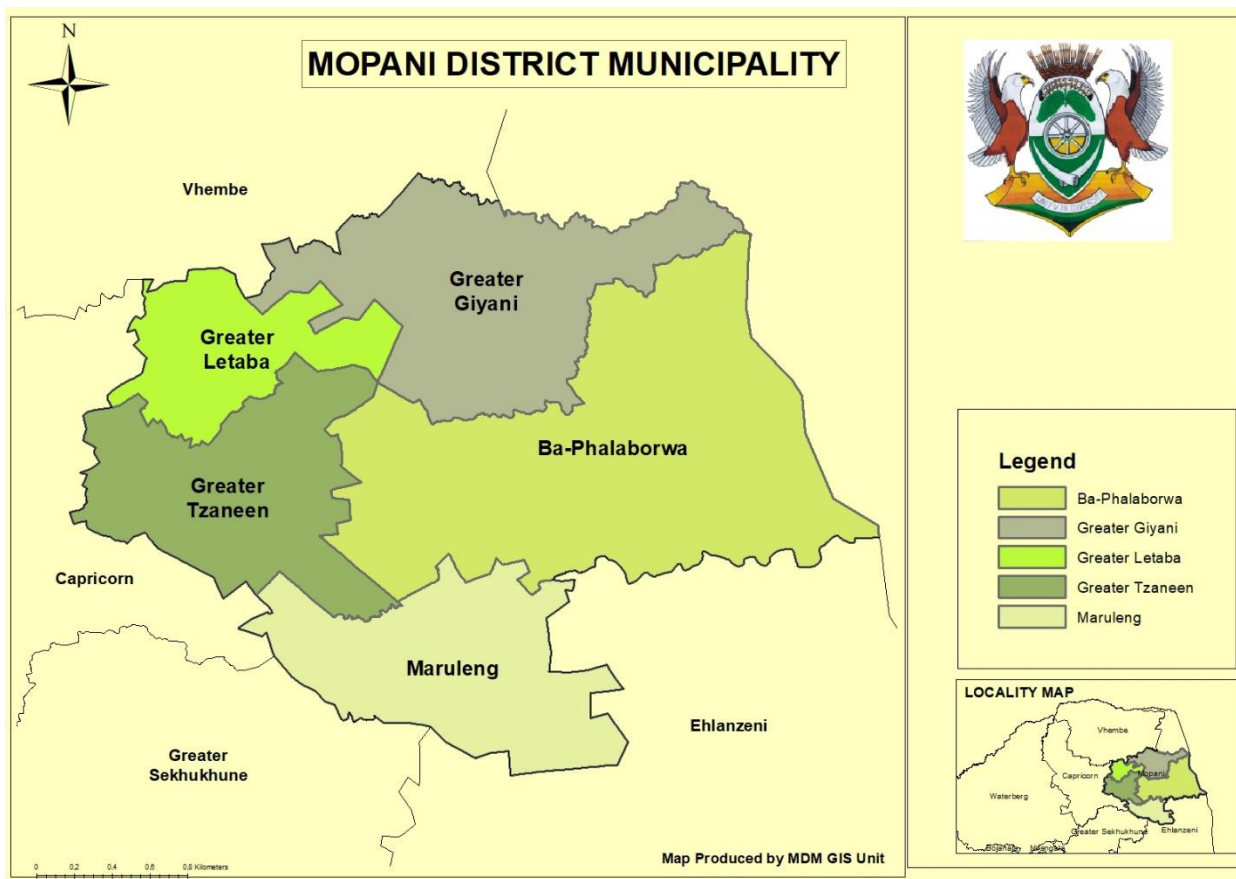 N
MOPANI DISTRICT MUNICIPALITY
Vhembe
Greater
Giyani
Greater
Letaba
Ba-Phalaborwa
Greater
Tzaneen
Capricorn
Maruleng
Ehlanzeni
Greater
Sekhukhune
0 0,2 0,4 0,6 0,8 Kilometers
Map Produced by MDM GIS Unit
Legend
Ba-Phalaborwa
Greater Giyani
Greater Letaba
Greater Tzaneen
Maruleng
LOCALITY MAP
Vhembe
Capricorn
Mopani
Waterberg
Greater Sekhukhune
Ehlanzeni